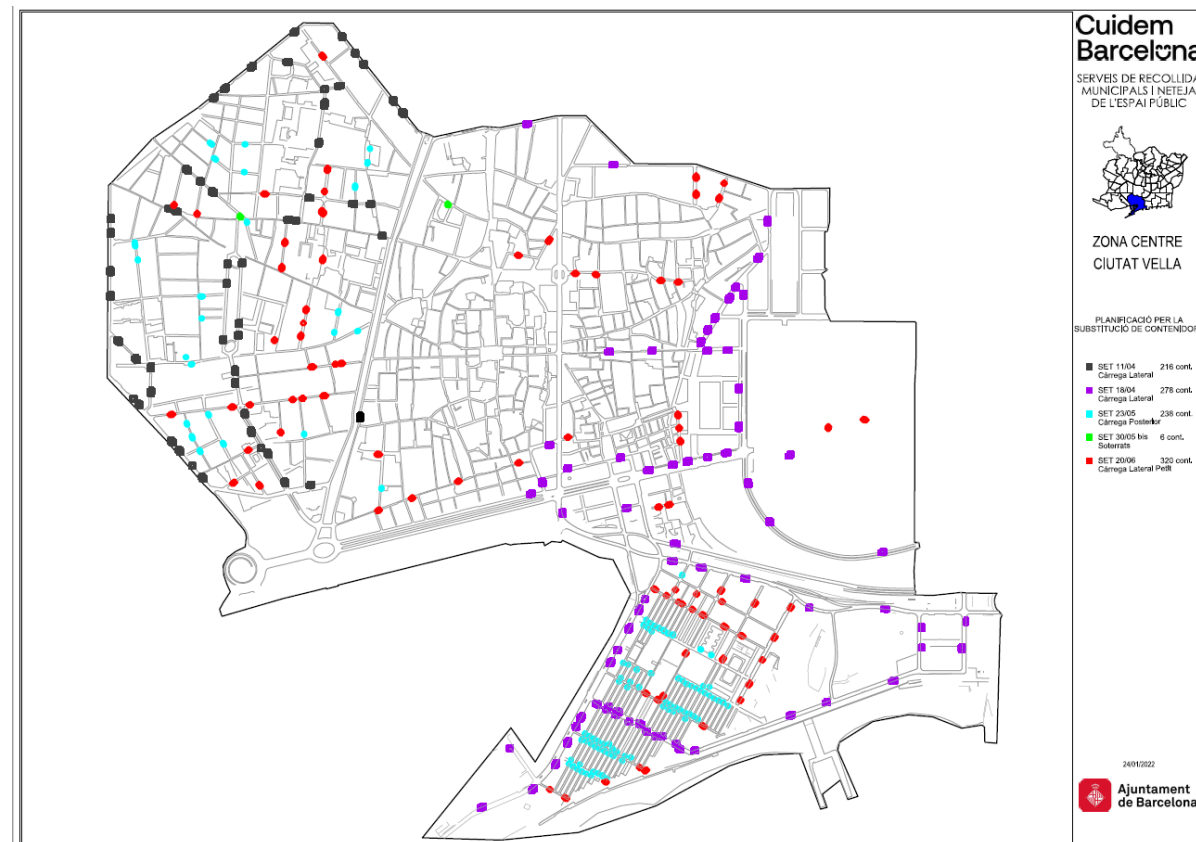 Cuidem
Barcelona
SERVEIS DE RECOLLIDA
MUNICIPALS I NETEJA
DE L'ESPAI PÚBLIC
ZONA CENTRE
CIUTAT VELLA
PLANIFICACIÓ PER LA
SUBSTITUCIÓ DE CONTENIDOR
SET 11/04 216 cont.
Càrrega Lateral
SET 18/04 278 cont.
Càrrega Lateral
SET 23/05 238 cont.
Càrrega Posterior
SET 30/05 bis 6 cont.
Soterrats
SET 20/06 320 cont.
Càrrega Lateral Petit
24/01/2022
Ajuntament
de Barcelona